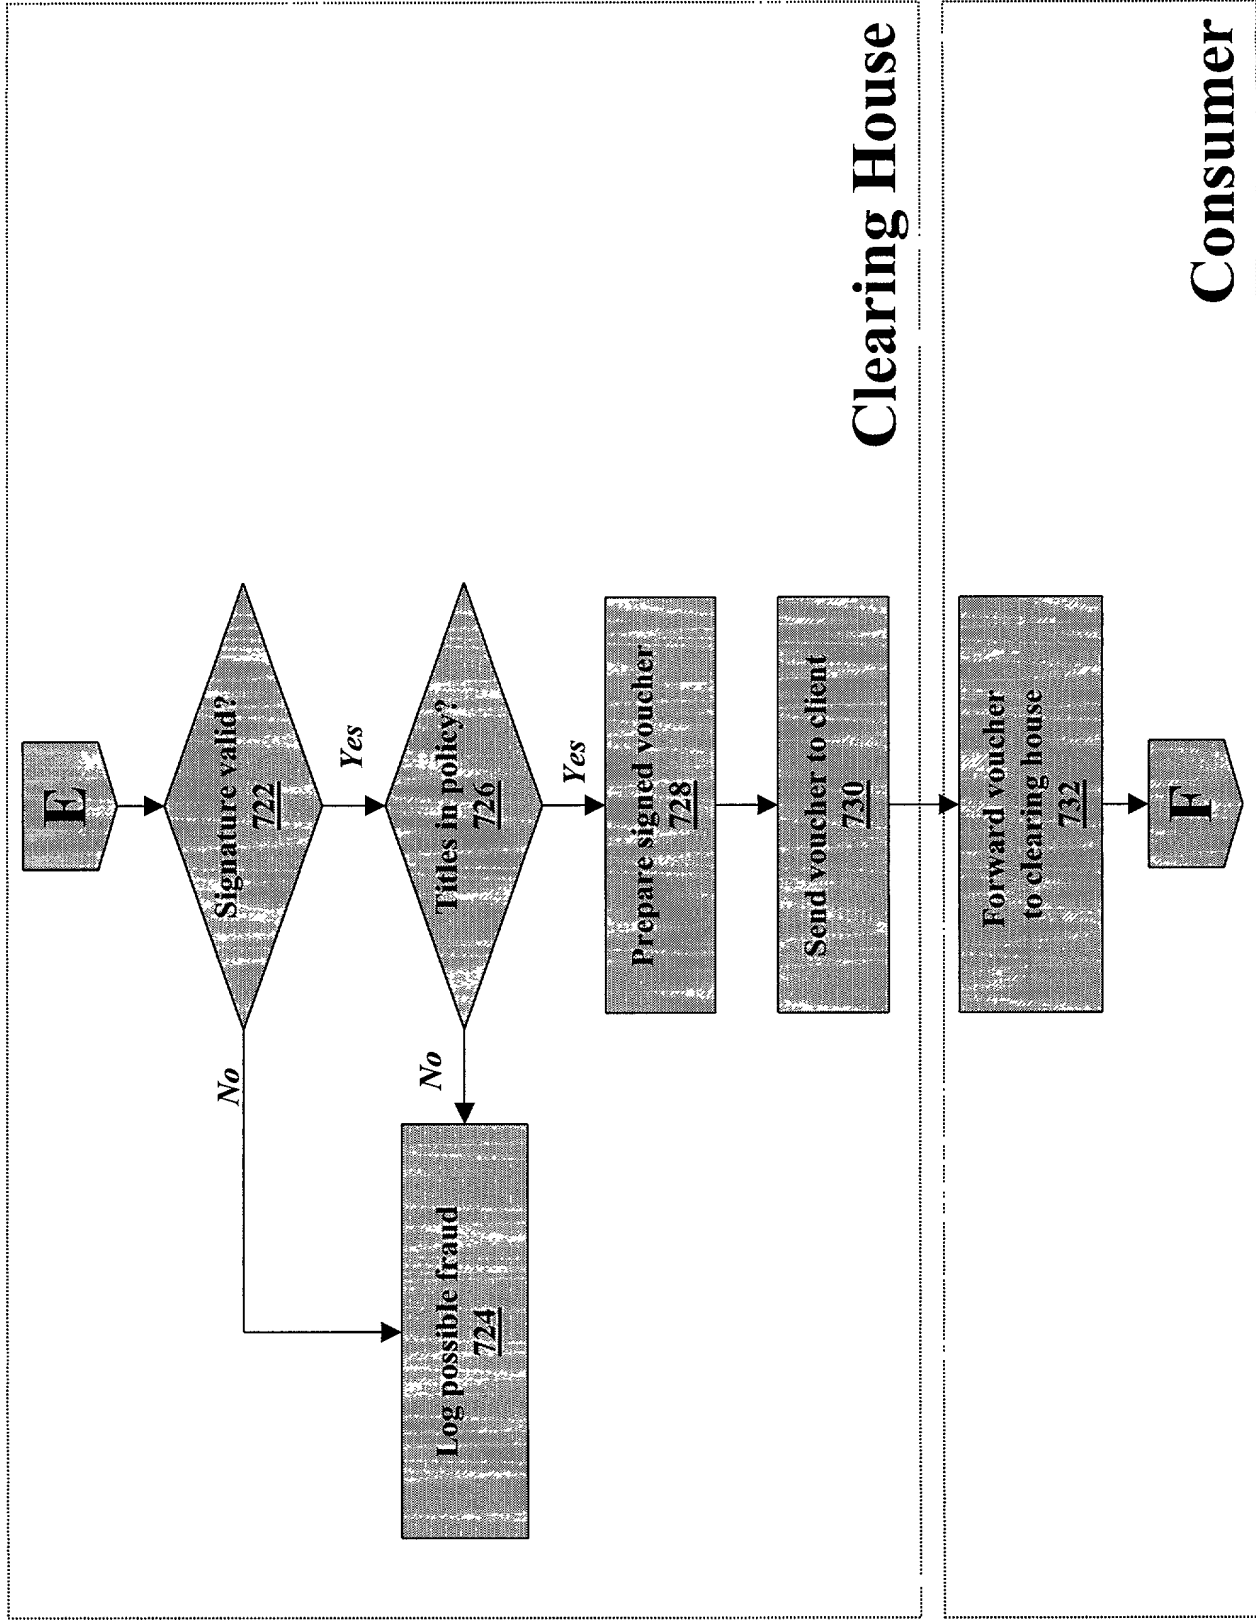 E
Signature valid?
722
No
Yes
Titles in policy?
726
No
Yes
Log possible fraud
724
Prepare signed voucher
728
Send voucher to client
730
Clearing House
Forward voucher
to clearing house
732
F
Consumer